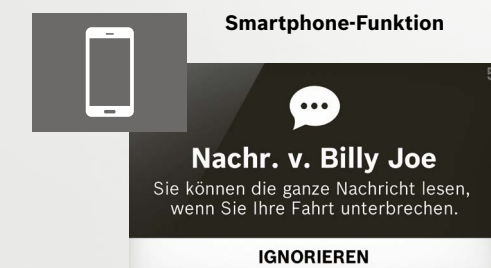 Smartphone-Funktion
Nachr. v. Billy Joe
Sie können die ganze Nachricht lesen,
wenn Sie Ihre Fahrt unterbrechen.
IGNORIEREN